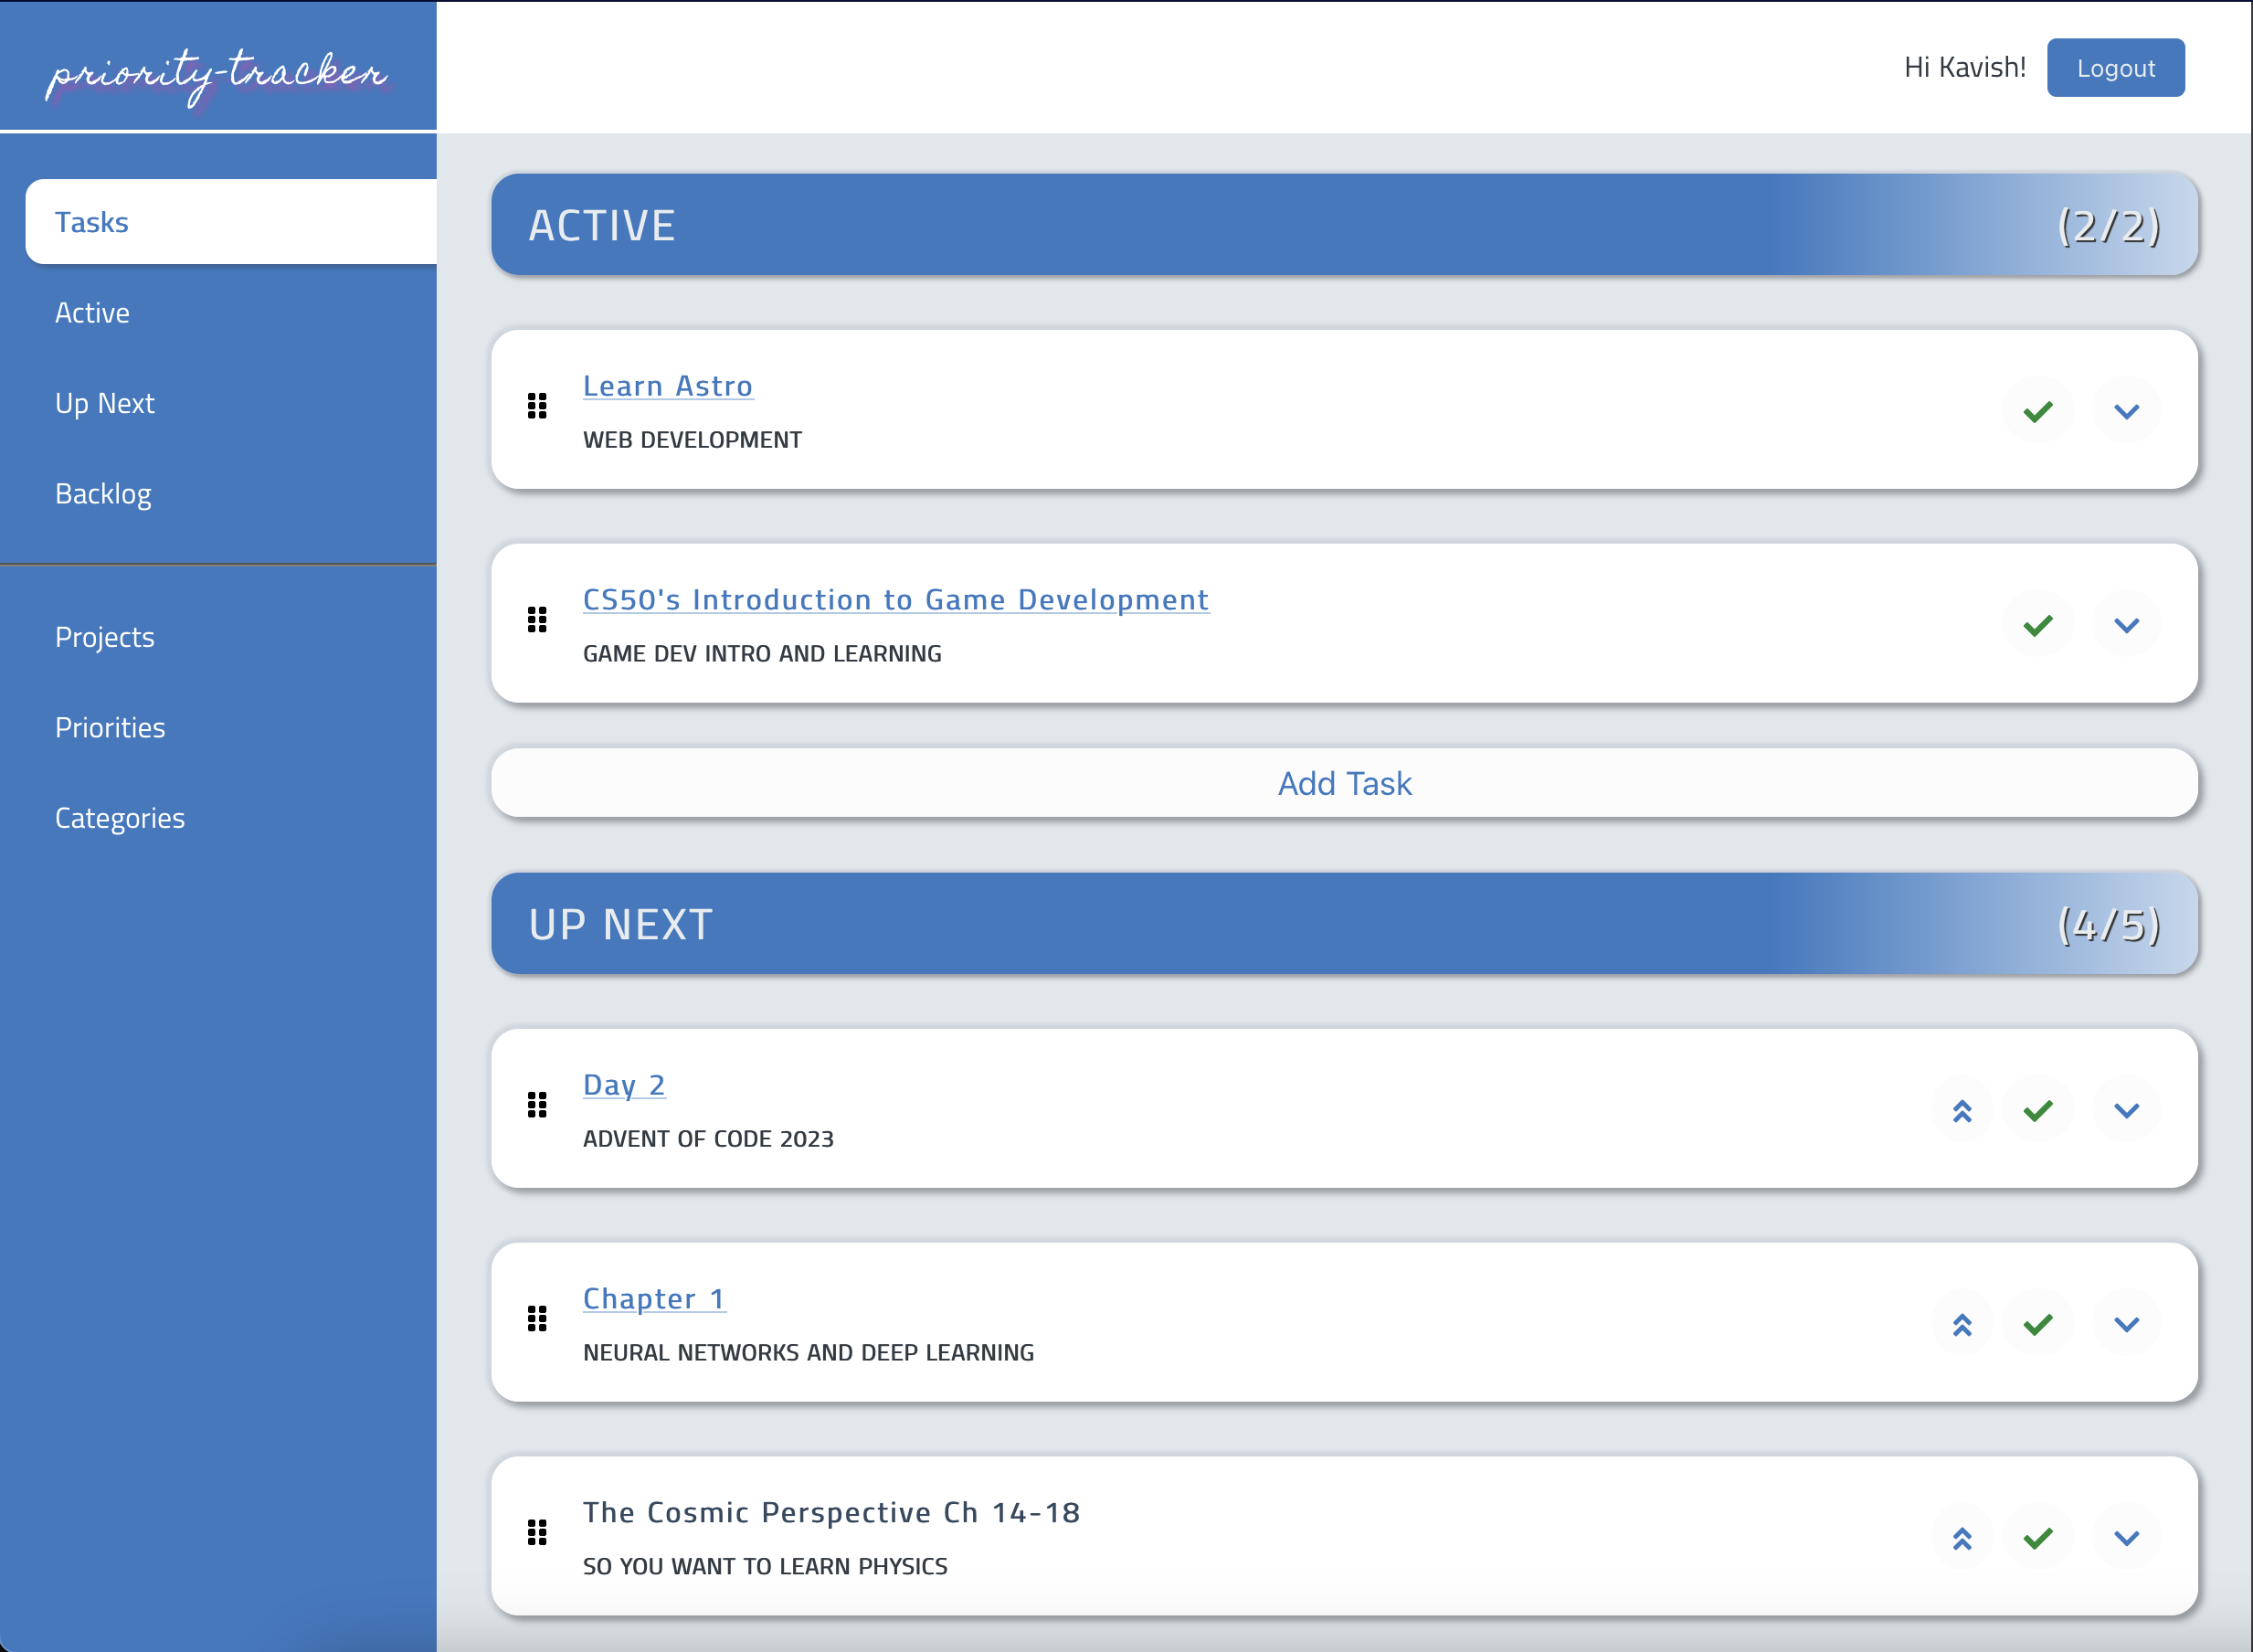 priority-tracker
Hi Kavish!
Logout
Tasks
Active
Up Next
Backlog
Projects
Priorities
Categories
ACTIVE
(2/2)
Learn Astro
WEB DEVELOPMENT
CS50's Introduction to Game Development
GAME DEV INTRO AND LEARNING
Add Task
UP NEXT
(4/5)
Day 2
ADVENT OF CODE 2023
Chapter 1
NEURAL NETWORKS AND DEEP LEARNING
The Cosmic Perspective Ch 14-18
SO YOU WANT TO LEARN PHYSICS